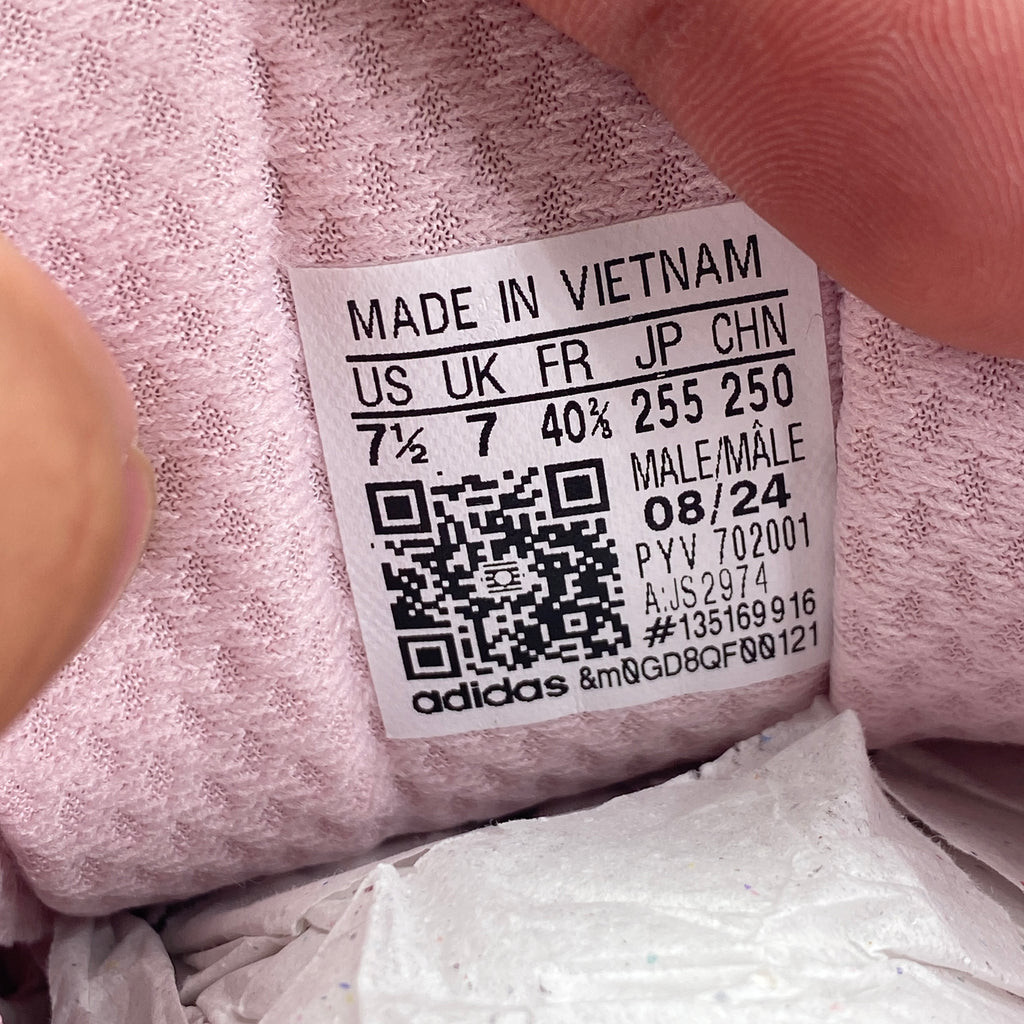 MADE IN VIETNAM
US UK FR JP CHN
7½ 7 40⅔ 255 250
MALE/MÂLE
08/24
PYV 702001
A:JS2974
#135169916
adidas &m0GD8QF00121